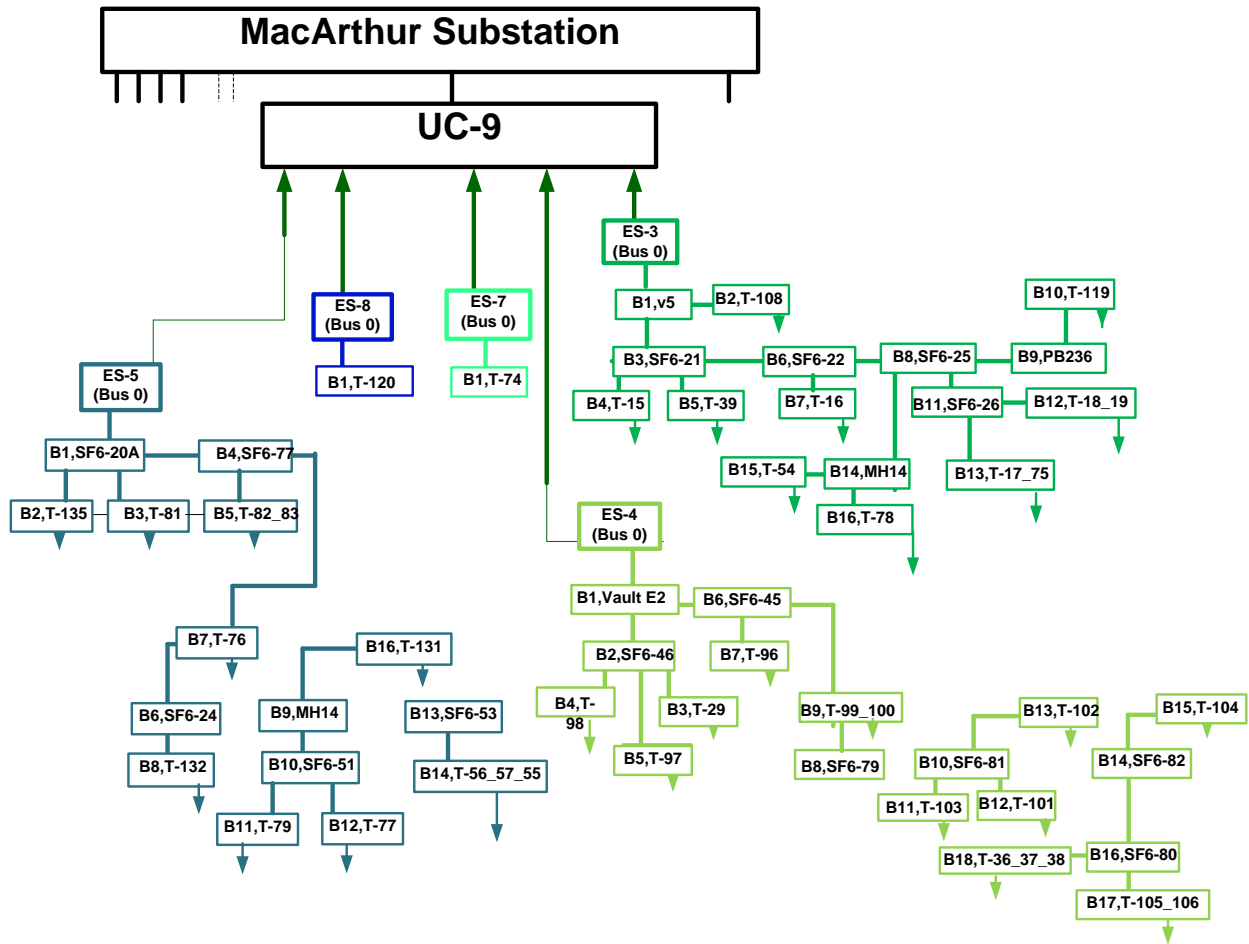 MacArthur Substation
UC-9
ES-3
(Bus 0)
B1,v5
B2,T-108
B10,T-119
B3,SF6-21
B6,SF6-22
B8,SF6-25
B9,PB236
B4,T-15
B5,T-39
B7,T-16
B11,SF6-26
B12,T-18_19
B15,T-54
B14,MH14
B13,T-17_75
B16,T-78
ES-8
(Bus 0)
B1,T-120
ES-7
(Bus 0)
B1,T-74
ES-5
(Bus 0)
B1,SF6-20A
B4,SF6-77
B2,T-135
B3,T-81
B5,T-82_83
B7,T-76
B16,T-131
B6,SF6-24
B9,MH14
B13,SF6-53
B8,T-132
B10,SF6-51
B14,T-56_57_55
B11,T-79
B12,T-77
ES-4
(Bus 0)
B1,Vault E2
B6,SF6-45
B2,SF6-46
B7,T-96
B4,T-
98
B3,T-29
B5,T-97
B9,T-99_100
B8,SF6-79
B13,T-102
B15,T-104
B10,SF6-81
B14,SF6-82
B11,T-103
B12,T-101
B18,T-36_37_38
B16,SF6-80
B17,T-105_106